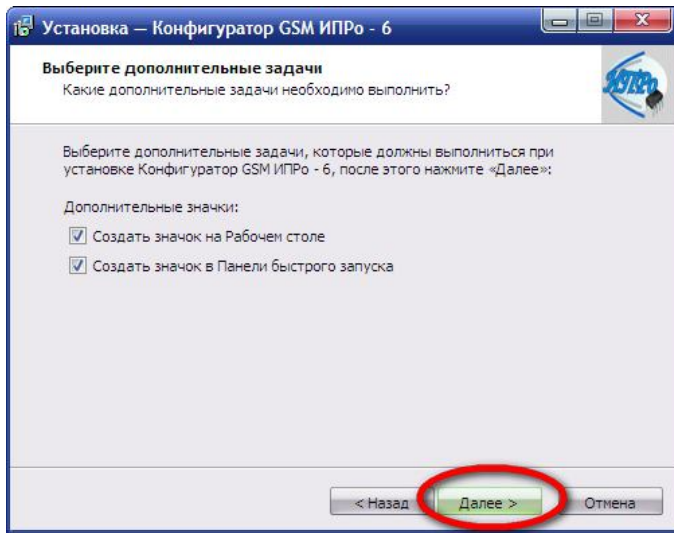 Установка — Конфигуратор GSM ИПРо - 6
Выберите дополнительные задачи
Какие дополнительные задачи необходимо выполнить?
ИПРо
Выберите дополнительные задачи, которые должны выполниться при
установке Конфигуратор GSM ИПРо - 6, после этого нажмите «Далее»:
Дополнительные значки:
Создать значок на Рабочем столе
Создать значок в Панели быстрого запуска
< Назад
Далее >
Отмена